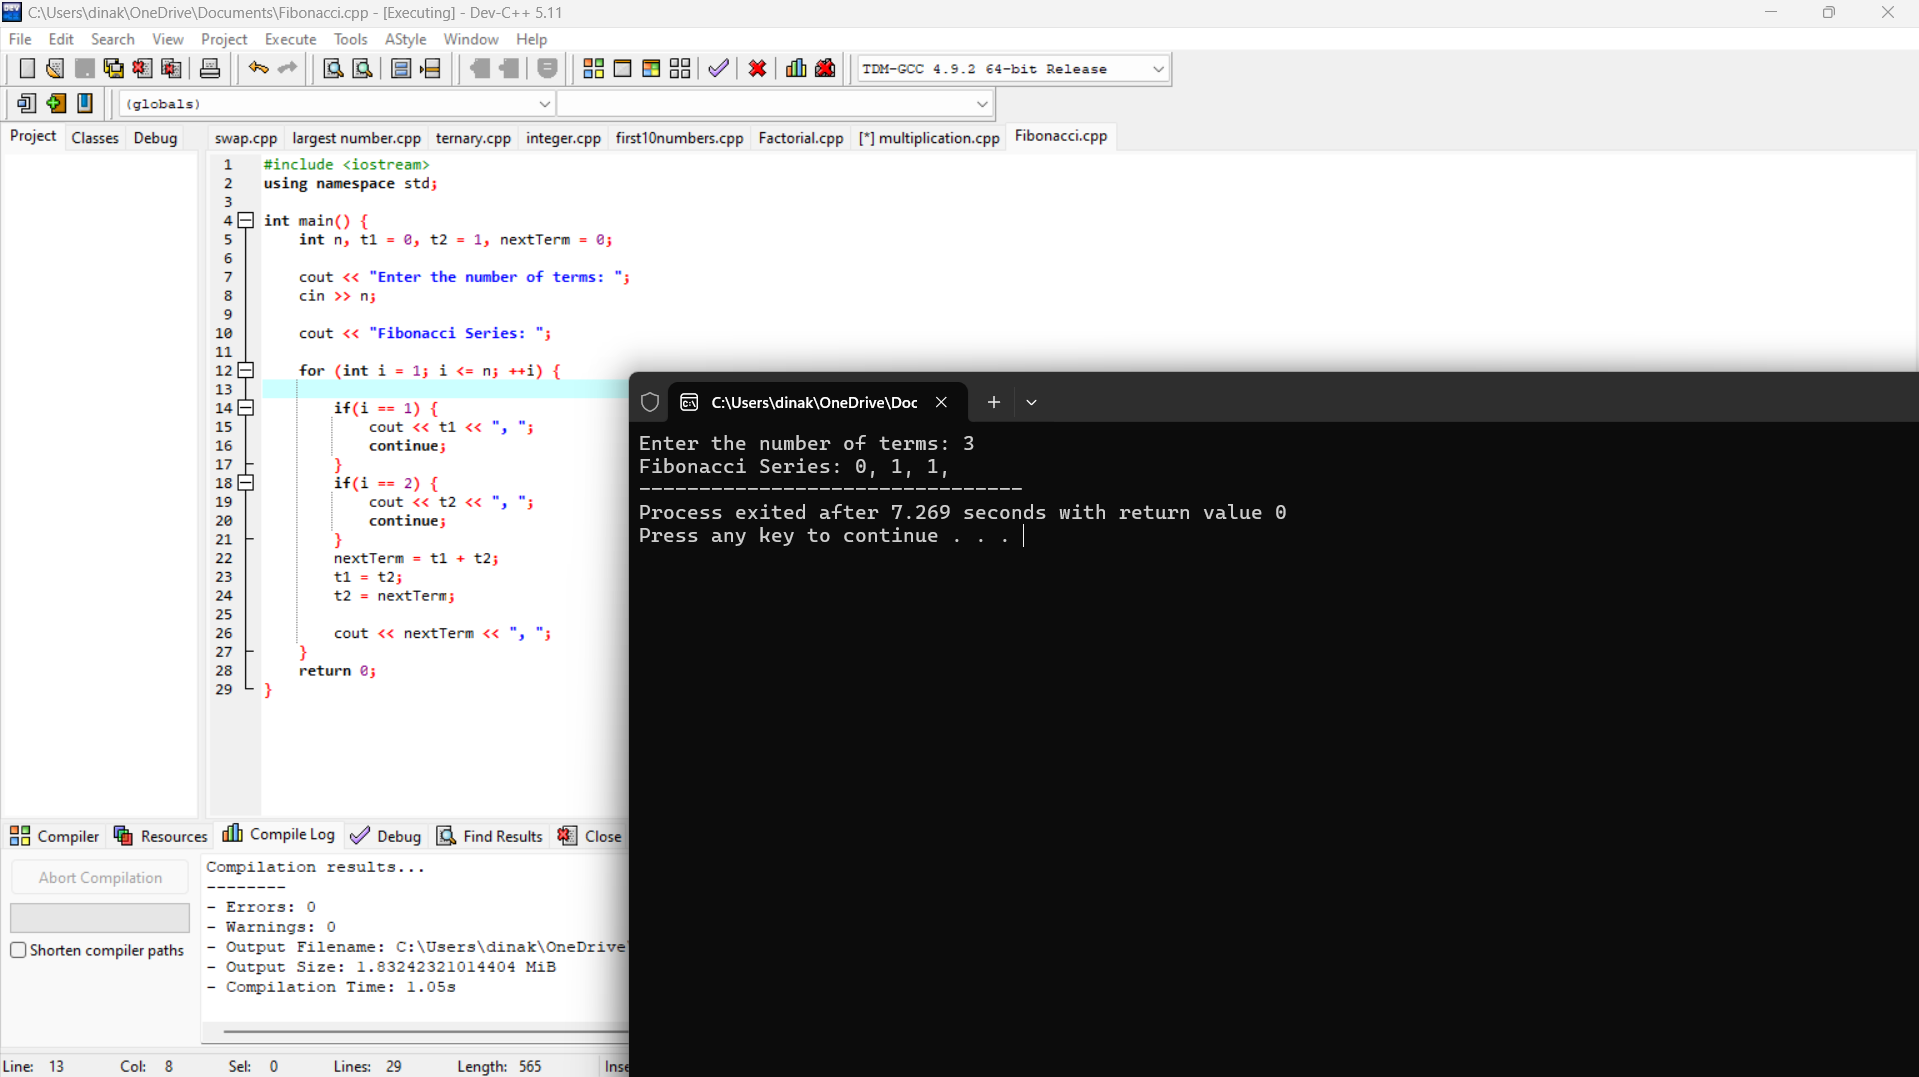 C:\Users\dinak\OneDrive\Documents\Fibonacci.cpp - [Executing] - Dev-C++ 5.11
File Edit Search View Project Execute Tools AStyle Window Help
TDM-GCC 4.9.2 64-bit Release
(globals)
Project Classes Debug
swap.cpp largest number.cpp ternary.cpp integer.cpp first10numbers.cpp Factorial.cpp [*] multiplication.cpp Fibonacci.cpp
1 #include <iostream>
2 using namespace std;
3
4 int main() {
5     int n, t1 = 0, t2 = 1, nextTerm = 0;
6
7     cout << "Enter the number of terms: ";
8     cin >> n;
9
10     cout << "Fibonacci Series: ";
11
12     for (int i = 1; i <= n; ++i) {
13
14         if(i == 1) {
15             cout << t1 << ", ";
16             continue;
17         }
18         if(i == 2) {
19             cout << t2 << ", ";
20             continue;
21         }
22         nextTerm = t1 + t2;
23         t1 = t2;
24         t2 = nextTerm;
25
26         cout << nextTerm << ", ";
27     }
28     return 0;
29 }
C:\Users\dinak\OneDrive\Doc
Enter the number of terms: 3
Fibonacci Series: 0, 1, 1,
--------------------------------
Process exited after 7.269 seconds with return value 0
Press any key to continue . . .
Compiler Resources Compile Log Debug Find Results Close
Abort Compilation
Shorten compiler paths
Compilation results...
--------
- Errors: 0
- Warnings: 0
- Output Filename: C:\Users\dinak\OneDrive
- Output Size: 1.83242321014404 MiB
- Compilation Time: 1.05s
Line: 13 Col: 8 Sel: 0 Lines: 29 Length: 565 Inse